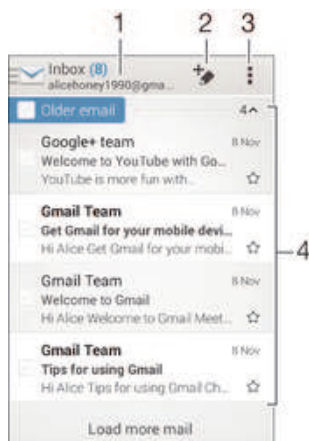 1 2 3
Inbox (8)
alicehoney1990@gma...
Older email 4
Google+ team 8 Nov
Welcome to YouTube with Go...
YouTube is more fun with...
Gmail Team 8 Nov
Get Gmail for your mobile devi...
Hi Alice Get Gmail for your mobi...
4
Gmail Team 8 Nov
Welcome to Gmail
Hi Alice Welcome to Gmail Meet...
Gmail Team 8 Nov
Tips for using Gmail
Hi Alice Tips for using Gmail Ch...
Load more mail